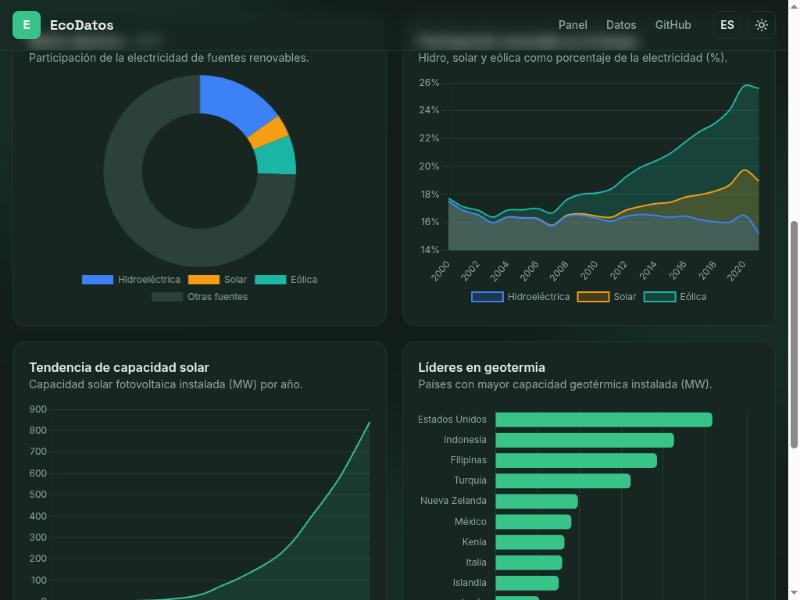 E EcoDatos Panel Datos GitHub ES
Participación de la electricidad de fuentes renovables.
Hidroeléctrica Solar Eólica
Otras fuentes
Hidro, solar y eólica como porcentaje de la electricidad (%).
26%
24%
22%
20%
18%
16%
14%
2000 2002 2004 2006 2008 2010 2012 2014 2016 2018 2020
Hidroeléctrica Solar Eólica
Tendencia de capacidad solar
Capacidad solar fotovoltaica instalada (MW) por año.
900
800
700
600
500
400
300
200
100
Líderes en geotermia
Países con mayor capacidad geotérmica instalada (MW).
Estados Unidos
Indonesia
Filipinas
Turquía
Nueva Zelanda
México
Kenia
Italia
Islandia